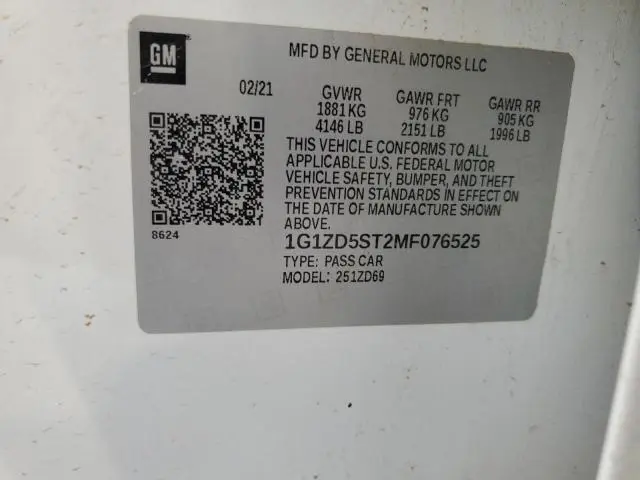 GM
MFD BY GENERAL MOTORS LLC
02/21
GVWR GAWR FRT GAWR RR
1881 KG 976 KG 905 KG
4146 LB 2151 LB 1996 LB
THIS VEHICLE CONFORMS TO ALL
APPLICABLE U.S. FEDERAL MOTOR
VEHICLE SAFETY, BUMPER, AND THEFT
PREVENTION STANDARDS IN EFFECT ON
THE DATE OF MANUFACTURE SHOWN
ABOVE.
8624
1G1ZD5ST2MF076525
TYPE: PASS CAR
MODEL: 251ZD69